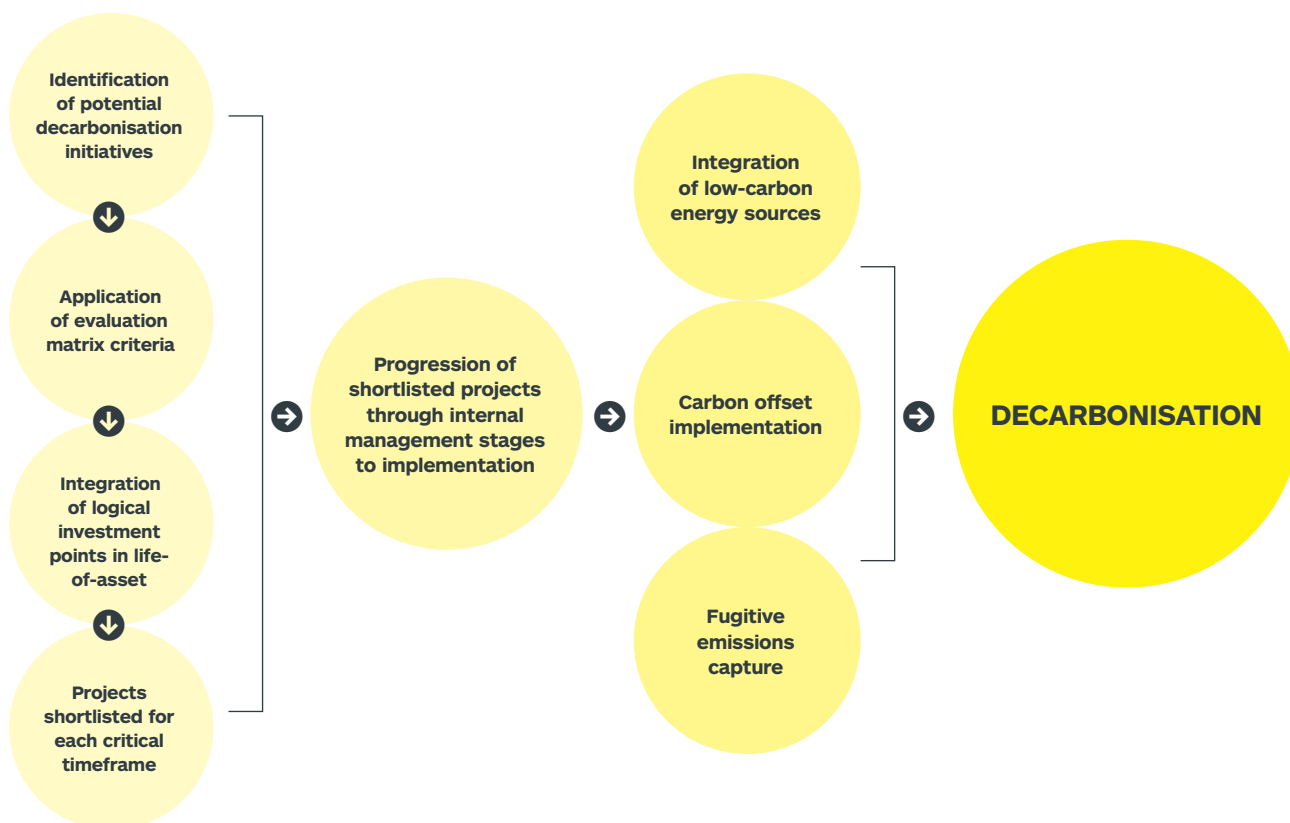 Identification
of potential
decarbonisation
initiatives
Application
of evaluation
matrix criteria
Integration
of logical
investment
points in life-
of-asset
Projects
shortlisted for
each critical
timeframe
Progression of
shortlisted projects
through internal
management stages
to implementation
Integration
of low-carbon
energy sources
Carbon offset
implementation
Fugitive
emissions
capture
DECARBONISATION